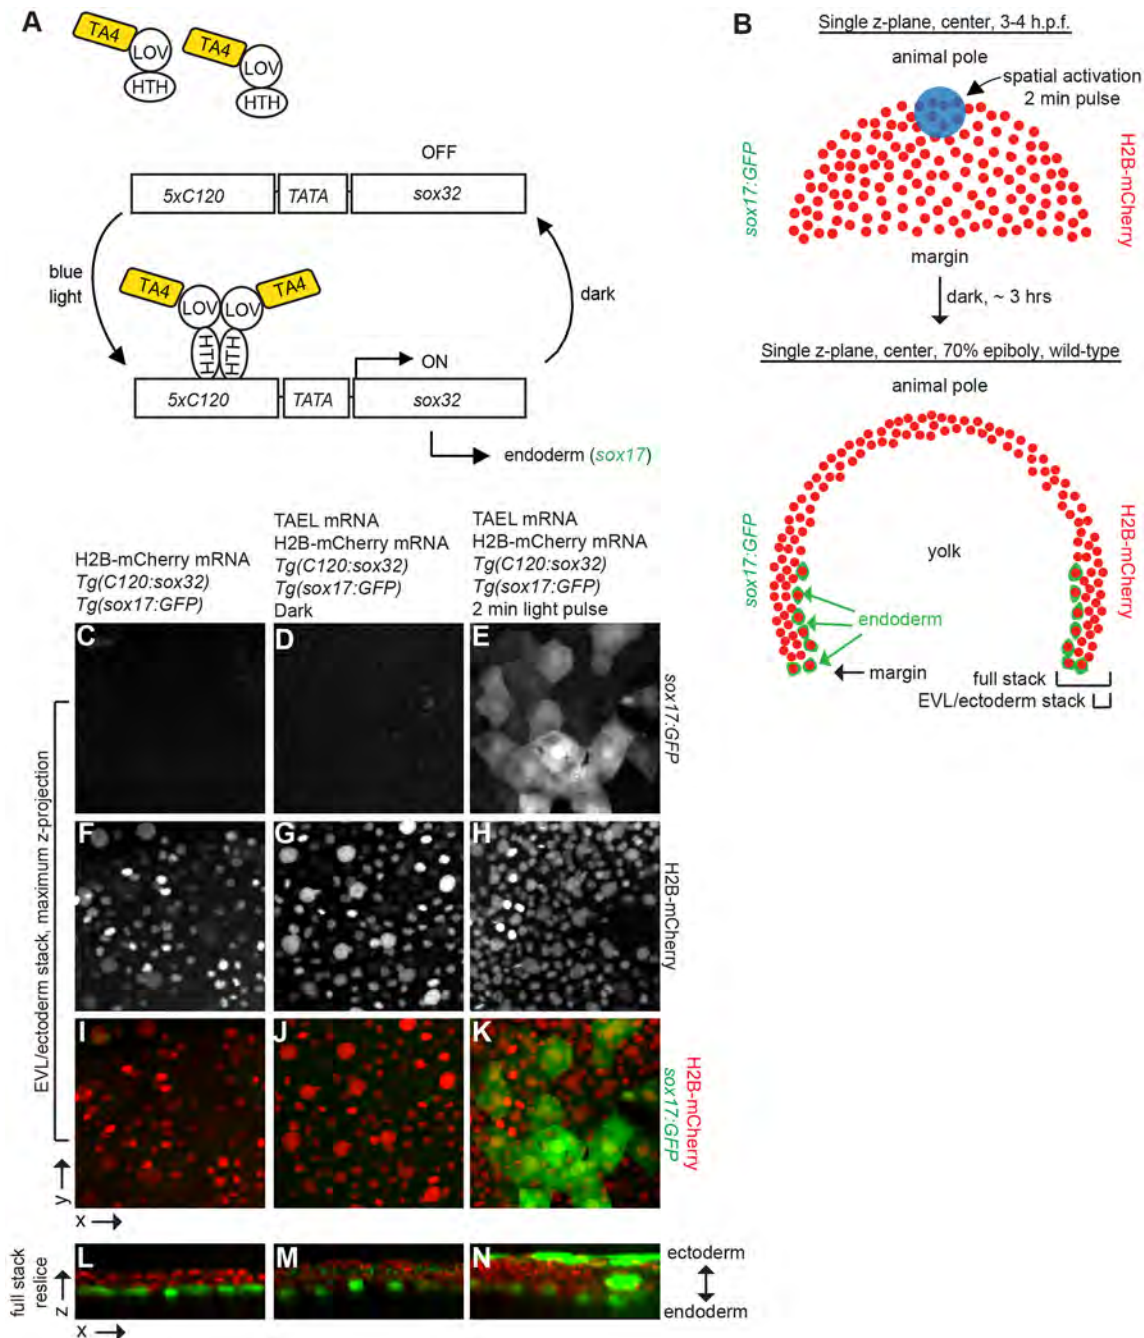 A
TA4
LOV
HTH
TA4
LOV
HTH
OFF
5xC120
TATA
sox32
blue
light
TA4
LOV
LOV
TA4
HTH
HTH
dark
ON
5xC120
TATA
sox32
endoderm (sox17)
B
Single z-plane, center, 3-4 h.p.f.
animal pole
spatial activation
2 min pulse
sox17:GFP
H2B-mCherry
margin
dark, ~ 3 hrs
Single z-plane, center, 70% epiboly, wild-type
animal pole
sox17:GFP
H2B-mCherry
yolk
endoderm
margin
full stack
EVL/ectoderm stack
H2B-mCherry mRNA
Tg(C120:sox32)
Tg(sox17:GFP)
TAEL mRNA
H2B-mCherry mRNA
Tg(C120:sox32)
Tg(sox17:GFP)
Dark
TAEL mRNA
H2B-mCherry mRNA
Tg(C120:sox32)
Tg(sox17:GFP)
2 min light pulse
EVL/ectoderm stack, maximum z-projection
C
D
E
sox17:GFP
F
G
H
H2B-mCherry
I
J
K
H2B-mCherry
sox17:GFP
y
x
full stack
reslice
z
L
M
N
ectoderm
endoderm
x